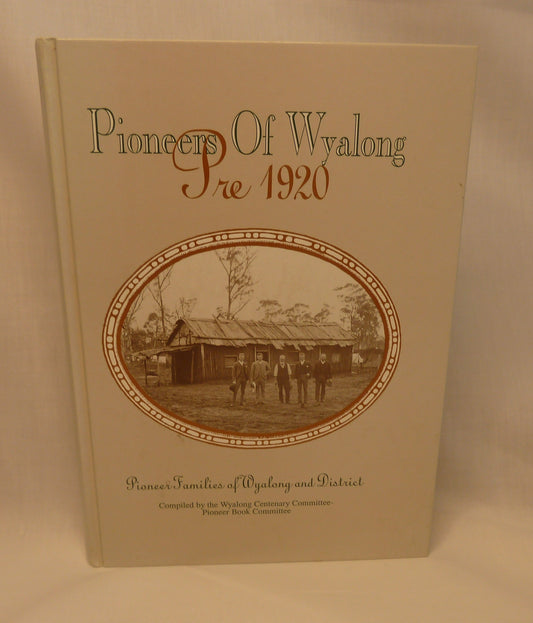 Pioneers Of Wyalong
Pre 1920
Pioneer Families of Wyalong and District
Compiled by the Wyalong Centenary Committee-
Pioneer Book Committee